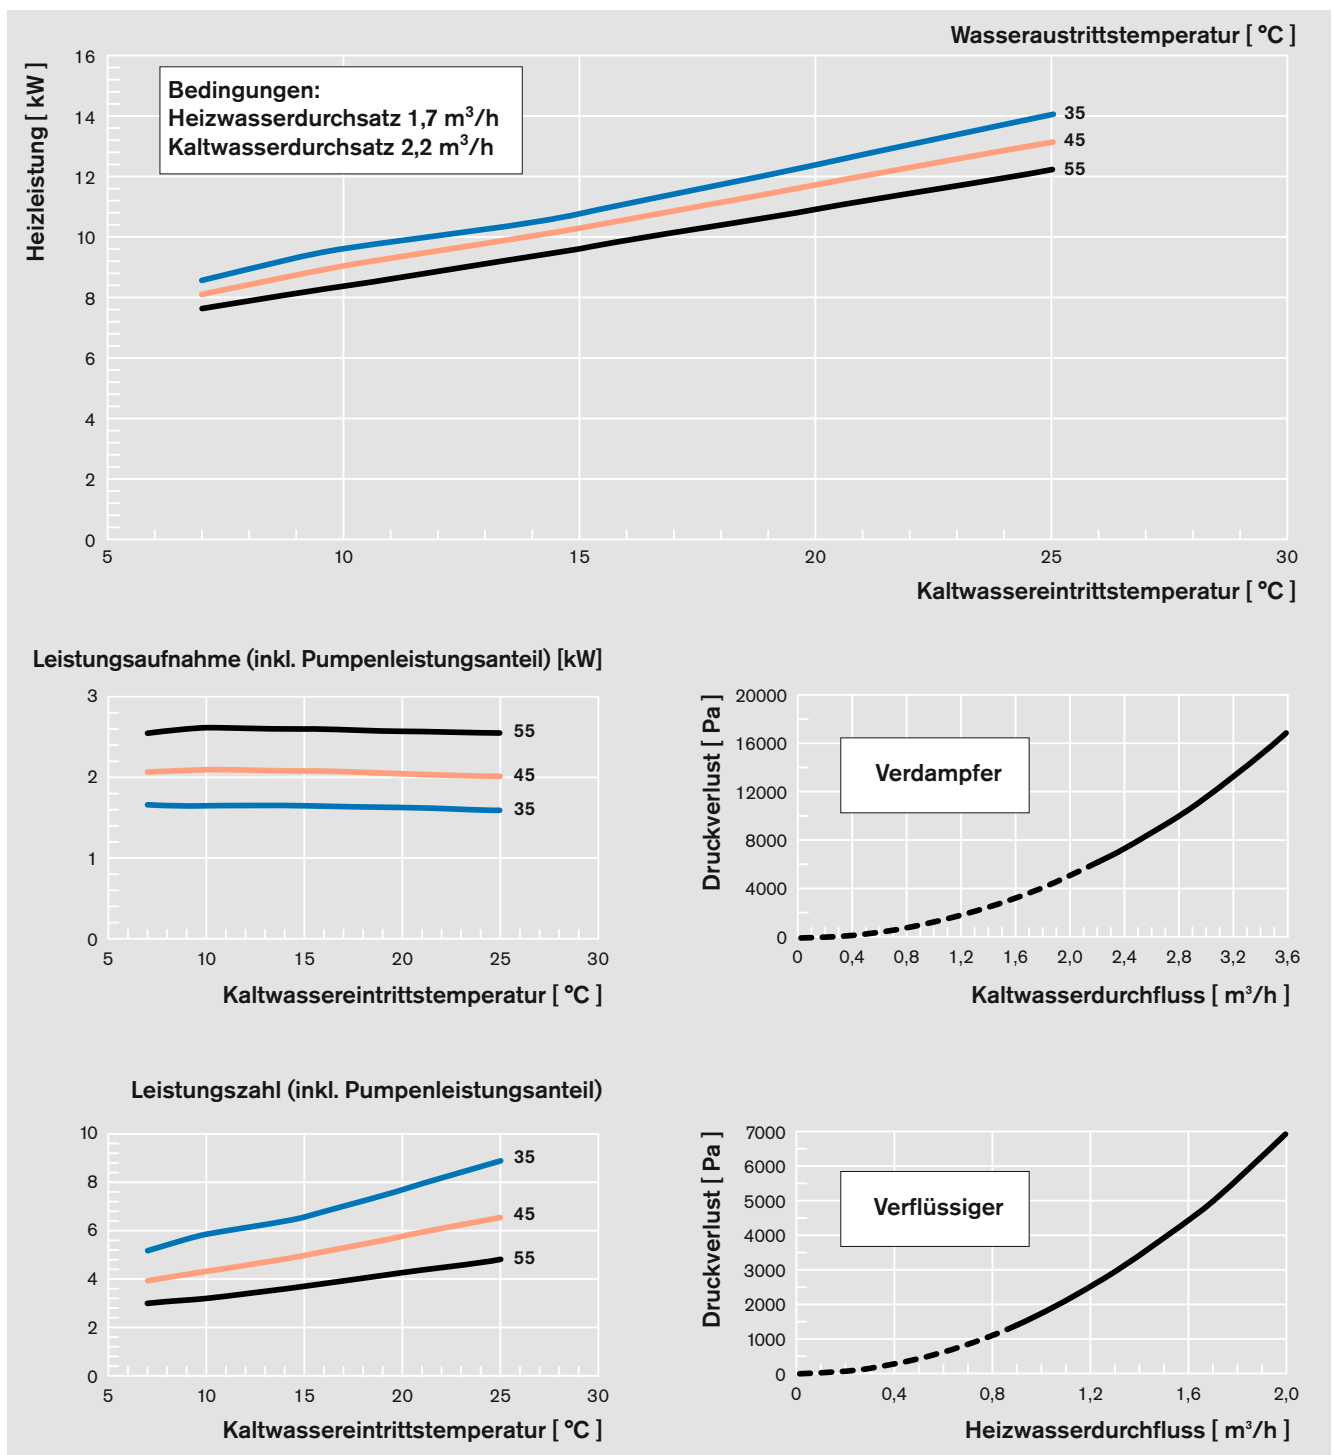 Wasseraustrittstemperatur [ °C ]
Heizleistung [ kW ]
Bedingungen:
Heizwasserdurchsatz 1,7 m³/h
Kaltwasserdurchsatz 2,2 m³/h
16
14
12
10
8
6
4
2
0
35
45
55
5 10 15 20 25 30
Kaltwassereintrittstemperatur [ °C ]
Leistungsaufnahme (inkl. Pumpenleistungsanteil) [kW]
3
2
1
0
55
45
35
5 10 15 20 25 30
Kaltwassereintrittstemperatur [ °C ]
Druckverlust [ Pa ]
20000
16000
12000
8000
4000
0
Verdampfer
0 0,4 0,8 1,2 1,6 2,0 2,4 2,8 3,2 3,6
Kaltwasserdurchfluss [ m³/h ]
Leistungszahl (inkl. Pumpenleistungsanteil)
10
8
6
4
2
0
35
45
55
5 10 15 20 25 30
Kaltwassereintrittstemperatur [ °C ]
Druckverlust [ Pa ]
7000
6000
5000
4000
3000
2000
1000
0
Verflüssiger
0 0,4 0,8 1,2 1,6 2,0
Heizwasserdurchfluss [ m³/h ]